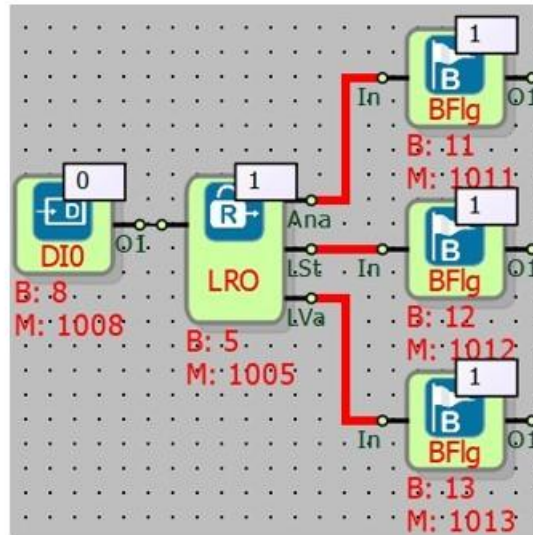 1
B
In
BFlg
O1
B: 11
M: 1011
0
D
DI0
O1
B: 8
M: 1008
1
R
LRO
Ana
LSt
LVa
B: 5
M: 1005
1
B
In
BFlg
O1
B: 12
M: 1012
1
B
In
BFlg
O1
B: 13
M: 1013